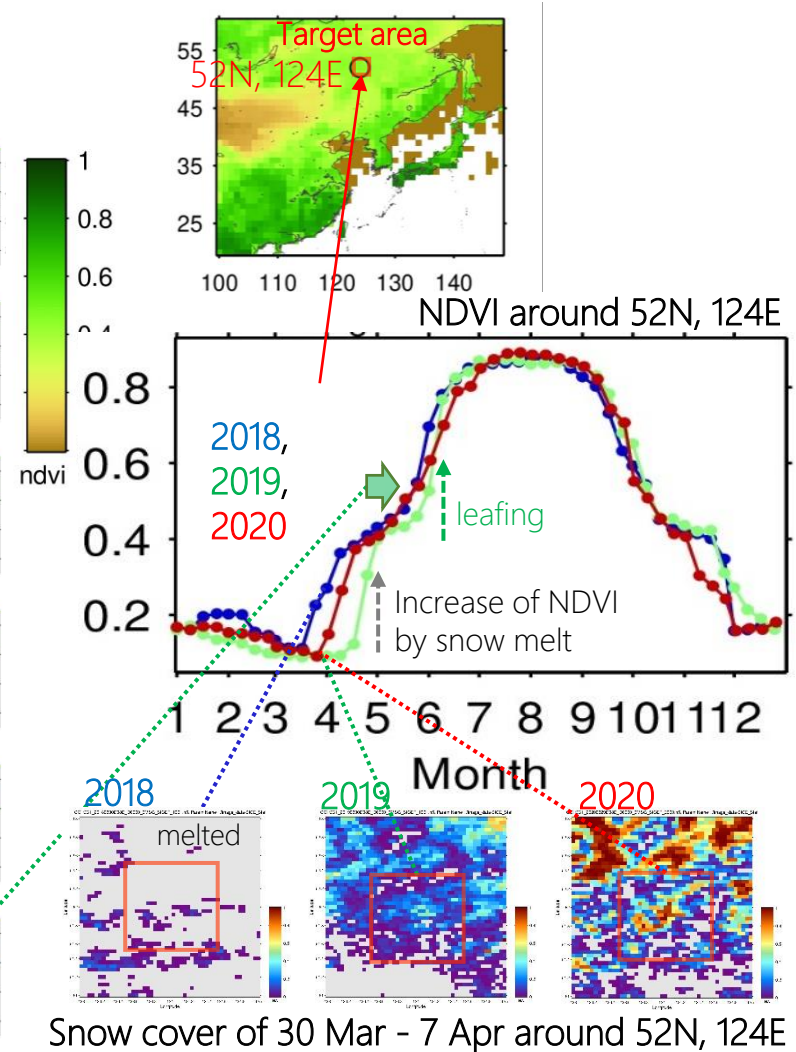 Target area
52N, 124E
55
45
35
25
100 110 120 130 140
1
0.8
0.6
0.4
ndvi
NDVI around 52N, 124E
0.8
0.6
0.4
0.2
2018,
2019,
2020
leafing
Increase of NDVI
by snow melt
1 2 3 4 5 6 7 8 9 10 11 12
Month
2018
2019
2020
melted
Snow cover of 30 Mar - 7 Apr around 52N, 124E